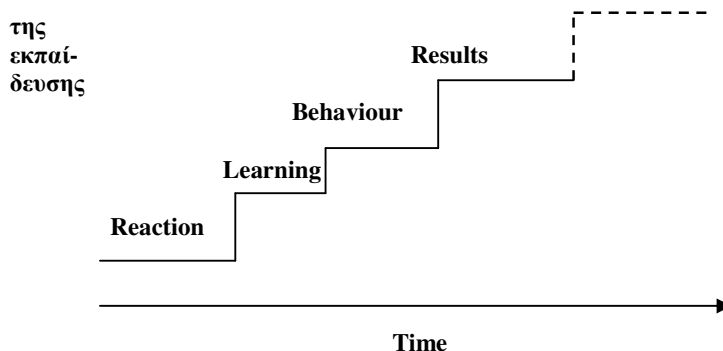 της
εκπαί-
δευσης
Results
Behaviour
Learning
Reaction
Time